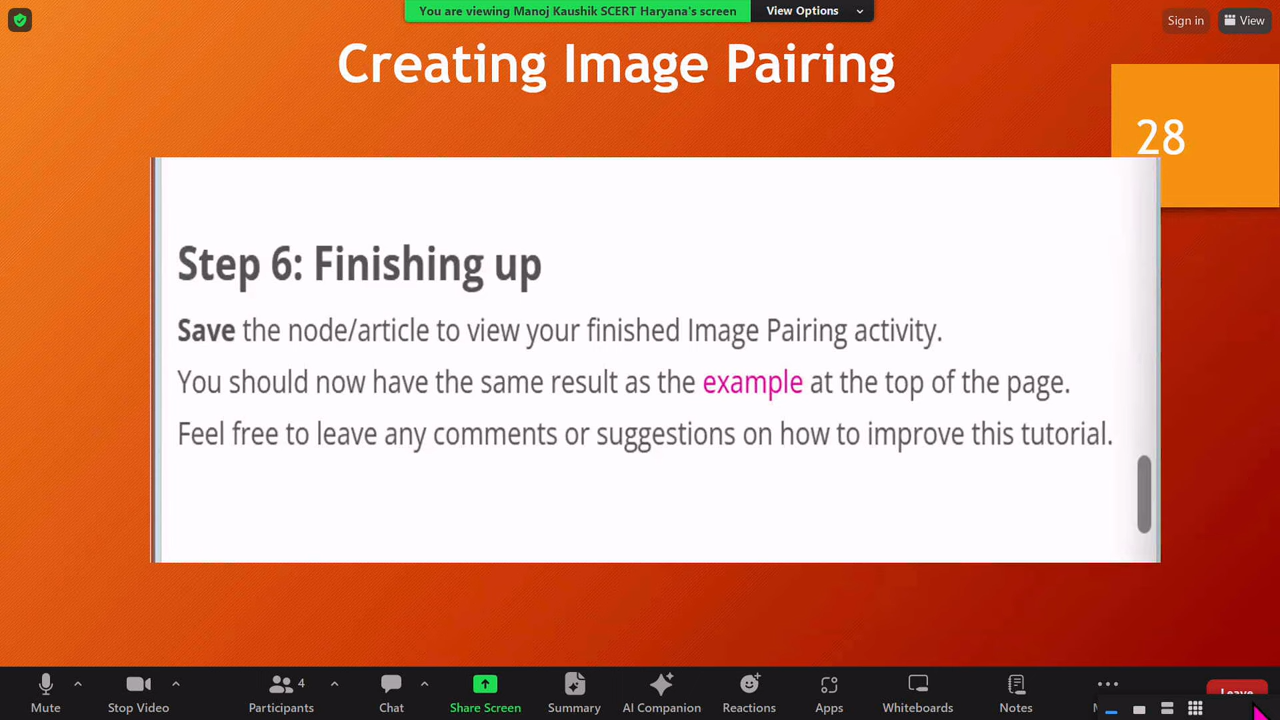 You are viewing Manoj Kaushik SCERT Haryana's screen
View Options
Sign in
View
Creating Image Pairing
28
Step 6: Finishing up
Save the node/article to view your finished Image Pairing activity.
You should now have the same result as the example at the top of the page.
Feel free to leave any comments or suggestions on how to improve this tutorial.
4
Mute
Stop Video
Participants
Chat
Share Screen
Summary
AI Companion
Reactions
Apps
Whiteboards
Notes
Leave